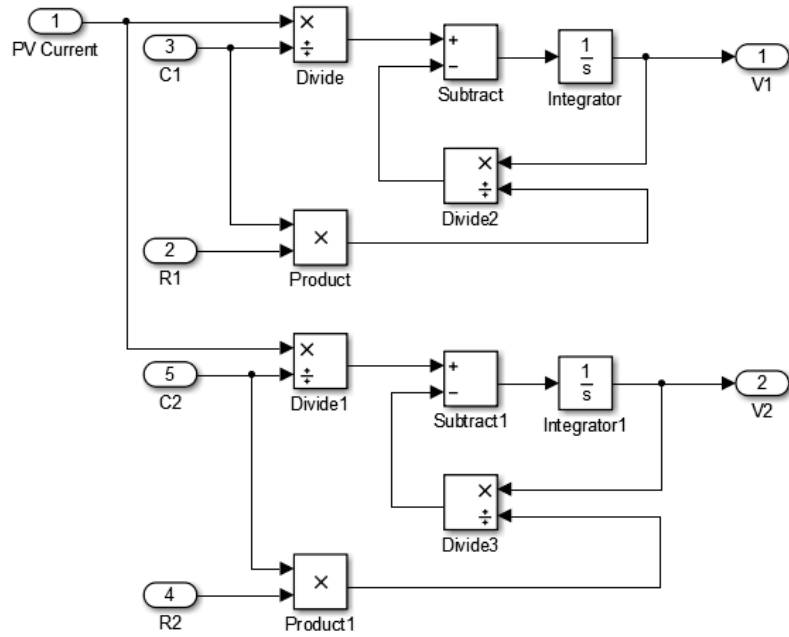 1
PV Current
3
C1
×
÷
Divide
+
−
Subtract
1
s
Integrator
1
V1
×
÷
Divide2
2
R1
×
Product
5
C2
×
÷
Divide1
+
−
Subtract1
1
s
Integrator1
2
V2
×
÷
Divide3
4
R2
×
Product1